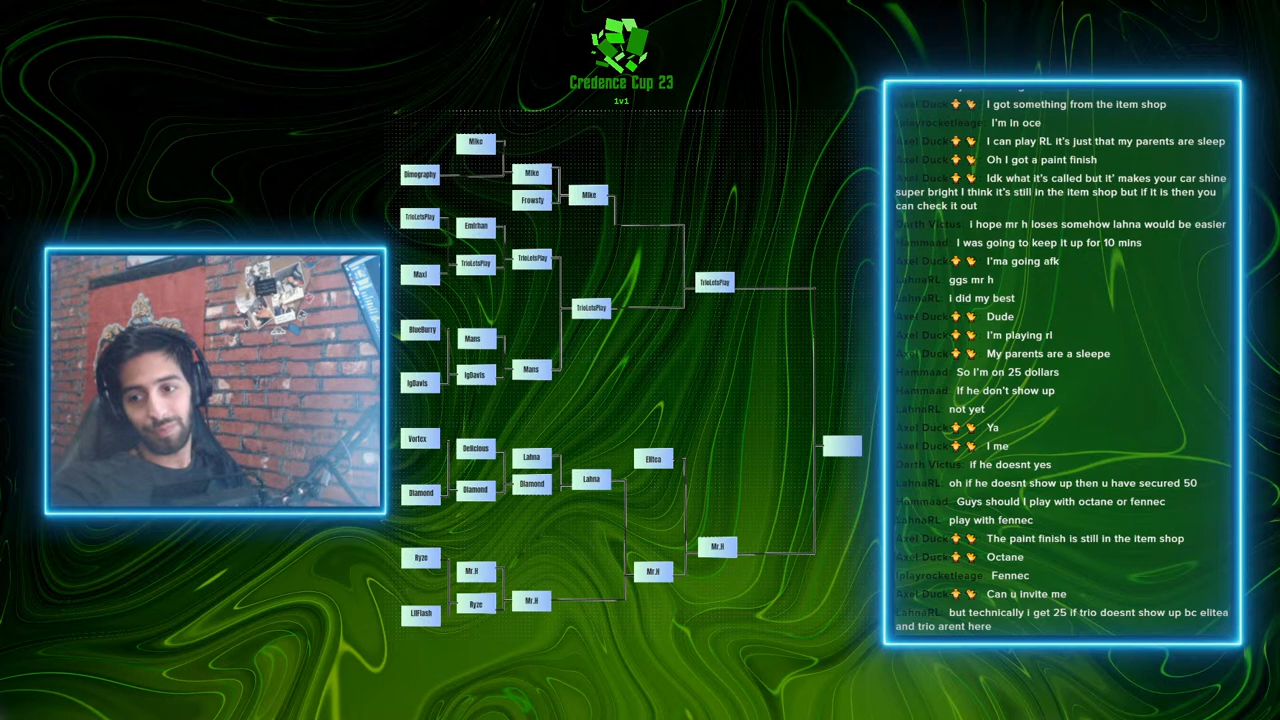 Credence Cup 23
1v1
Mike
Dimography
Mike
Frowsty
Mike
TrioLetsPlay
Emirhan
TrioLetsPlay
TrioLetsPlay
Maxi
TrioLetsPlay
TrioLetsPlay
BlueBurry
Mans
IgDavis
IgDavis
Mans
Vortex
Delicious
Lahna
Elitea
Diamond
Diamond
Diamond
Lahna
Ryze
Mr.H
Mr.H
Mr.H
LilFlash
Ryze
Mr.H
Axel Duck I got something from the item shop
iplayrocketleage: I'm in oce
Axel Duck I can play RL it's just that my parents are sleep
Axel Duck Oh I got a paint finish
Axel Duck Idk what it's called but it' makes your car shine
super bright I think it's still in the item shop but if it is then you
can check it out
Darth Victus: I hope mr h loses somehow lahna would be easier
Hammaad: I was going to keep it up for 10 mins
Axel Duck I'ma going afk
LahnaRL: ggs mr h
LahnaRL: i did my best
Axel Duck Dude
Axel Duck I'm playing rl
Axel Duck My parents are a sleepe
Hammaad: So I'm on 25 dollars
Hammaad: If he don't show up
LahnaRL: not yet
Axel Duck Ya
Axel Duck I me
Darth Victus: if he doesnt yes
LahnaRL: oh if he doesnt show up then u have secured 50
Hammaad: Guys should I play with octane or fennec
LahnaRL: play with fennec
Axel Duck The paint finish is still in the item shop
Axel Duck Octane
iplayrocketleage: Fennec
Axel Duck Can u invite me
LahnaRL: but technically i get 25 if trio doesnt show up bc elitea
and trio arent here